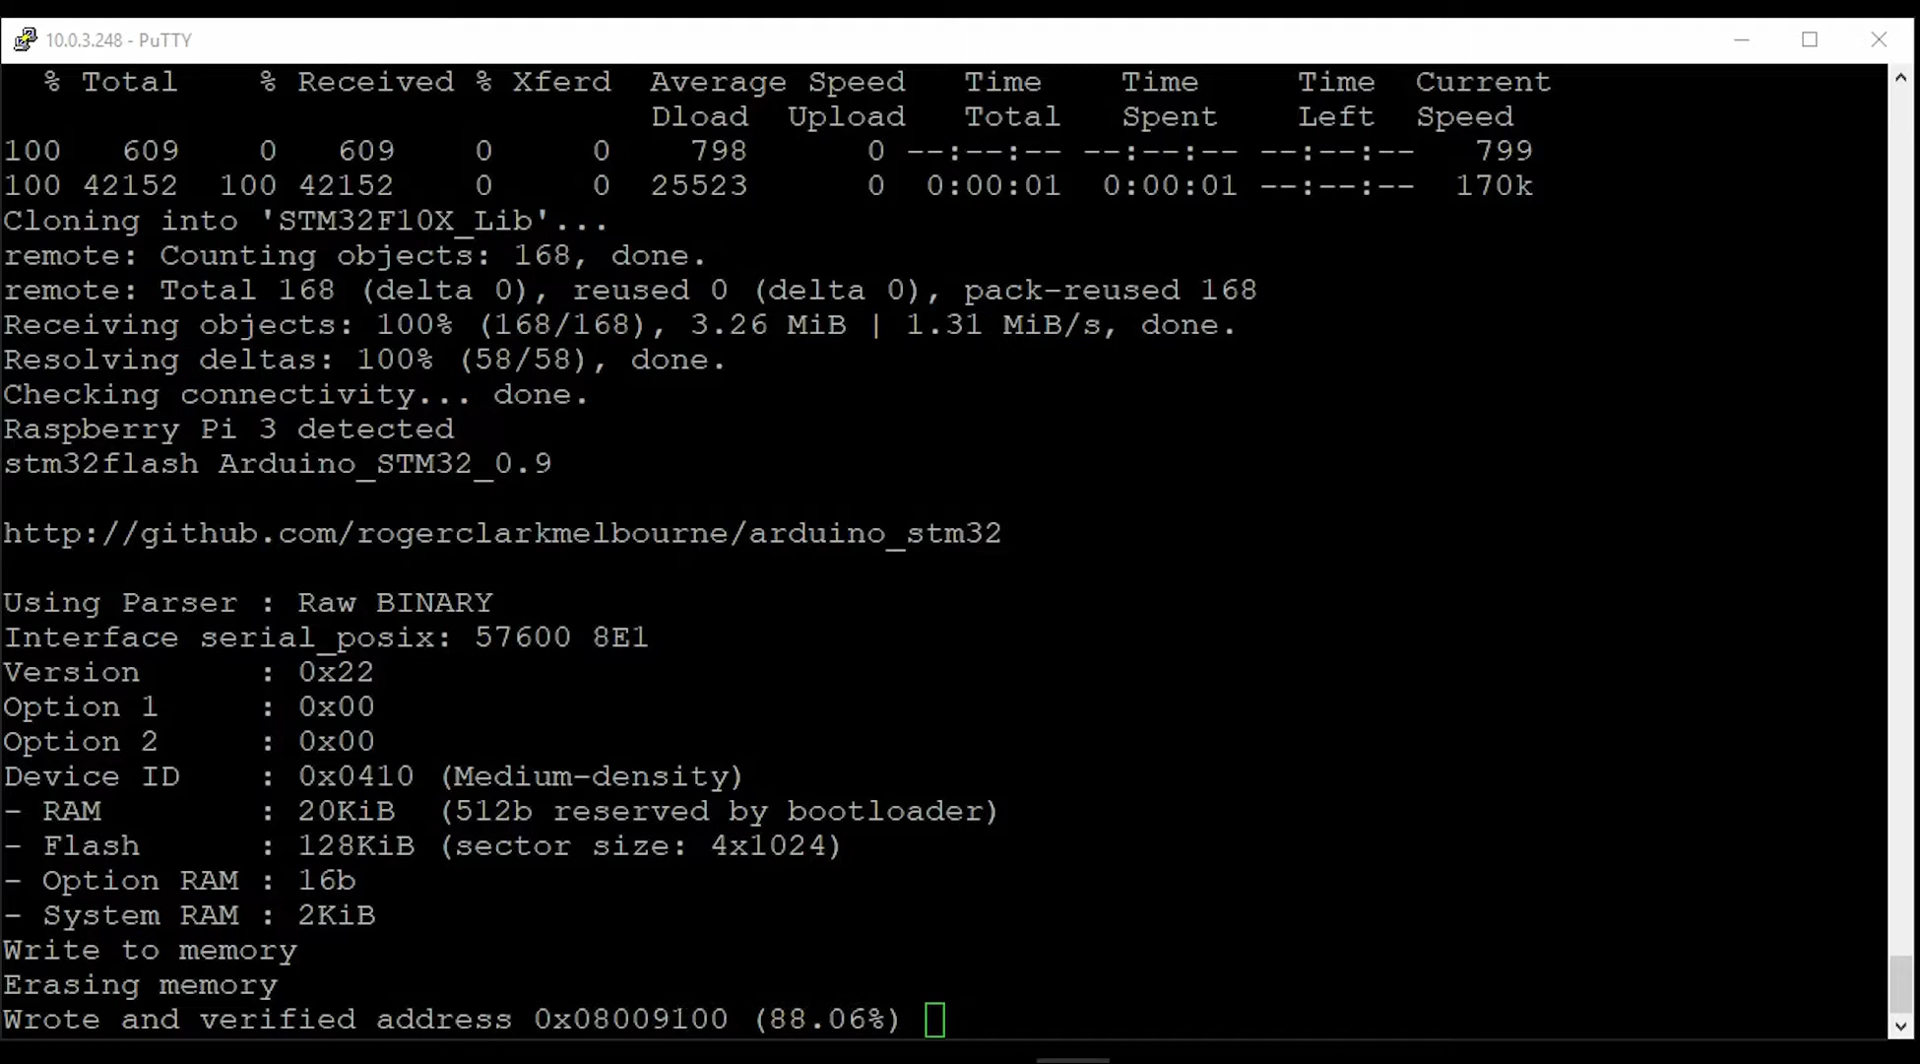 10.0.3.248 - PuTTY
% Total % Received % Xferd Average Speed Time Time Time Current
Dload Upload Total Spent Left Speed
100 609 0 609 0 0 798 0 --:--:-- --:--:-- --:--:-- 799
100 42152 100 42152 0 0 25523 0 0:00:01 0:00:01 --:--:-- 170k
Cloning into 'STM32F10X_Lib'...
remote: Counting objects: 168, done.
remote: Total 168 (delta 0), reused 0 (delta 0), pack-reused 168
Receiving objects: 100% (168/168), 3.26 MiB | 1.31 MiB/s, done.
Resolving deltas: 100% (58/58), done.
Checking connectivity... done.
Raspberry Pi 3 detected
stm32flash Arduino_STM32_0.9
http://github.com/rogerclarkmelbourne/arduino_stm32
Using Parser : Raw BINARY
Interface serial_posix: 57600 8E1
Version : 0x22
Option 1 : 0x00
Option 2 : 0x00
Device ID : 0x0410 (Medium-density)
- RAM : 20KiB (512b reserved by bootloader)
- Flash : 128KiB (sector size: 4x1024)
- Option RAM : 16b
- System RAM : 2KiB
Write to memory
Erasing memory
Wrote and verified address 0x08009100 (88.06%)